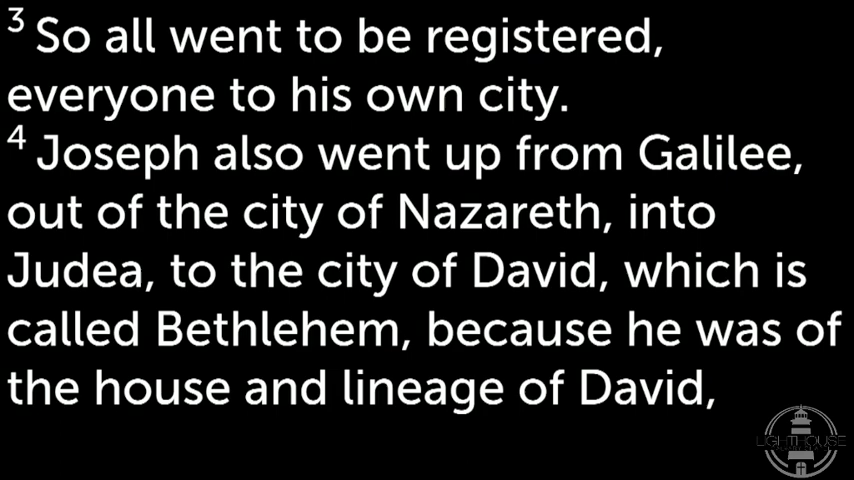 3 So all went to be registered,
everyone to his own city.
4 Joseph also went up from Galilee,
out of the city of Nazareth, into
Judea, to the city of David, which is
called Bethlehem, because he was of
the house and lineage of David,
LIGHTHOUSE